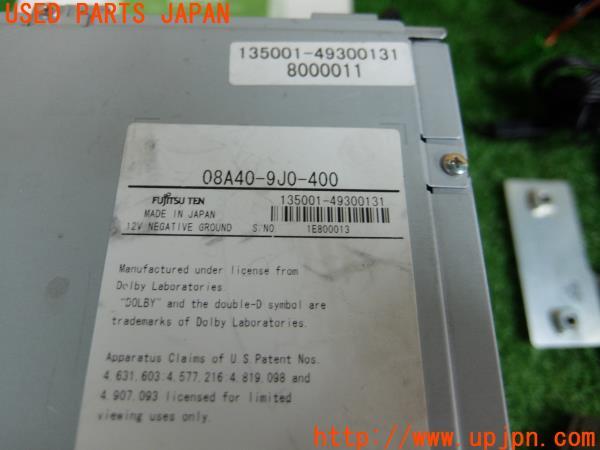 USED PARTS JAPAN
135001-49300131
8000011
08A40-9J0-400
FUJITSU TEN
MADE IN JAPAN
12V NEGATIVE GROUND
135001-49300131
S.NO 1E800013
Manufactured under license from
Dolby Laboratories.
"DOLBY" and the double-D symbol are
trademarks of Dolby Laboratories.
Apparatus Claims of U.S.Patent Nos.
4.631.603:4.577.216:4.819.098 and
4.907.093 licensed for limited
viewing uses only.
UPJ
http://www.upjpn.com